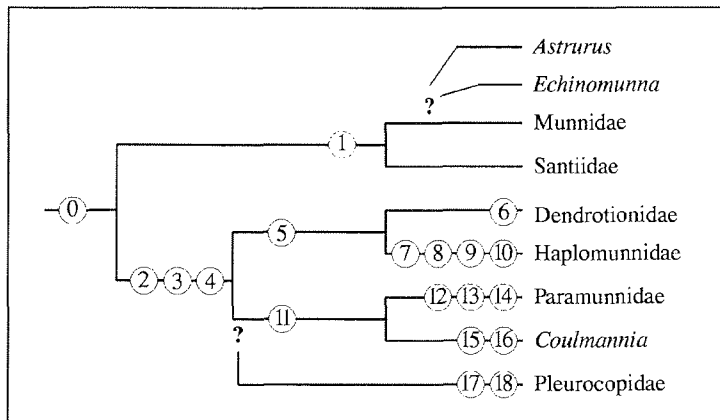 Astrurus
Echinomunna
?
1 Munnidae
Santiidae
0
6 Dendrotionidae
5
7 8 9 10 Haplomunnidae
2 3 4
12 13 14 Paramunnidae
11
?
15 16 Coulmannia
17 18 Pleurocopidae